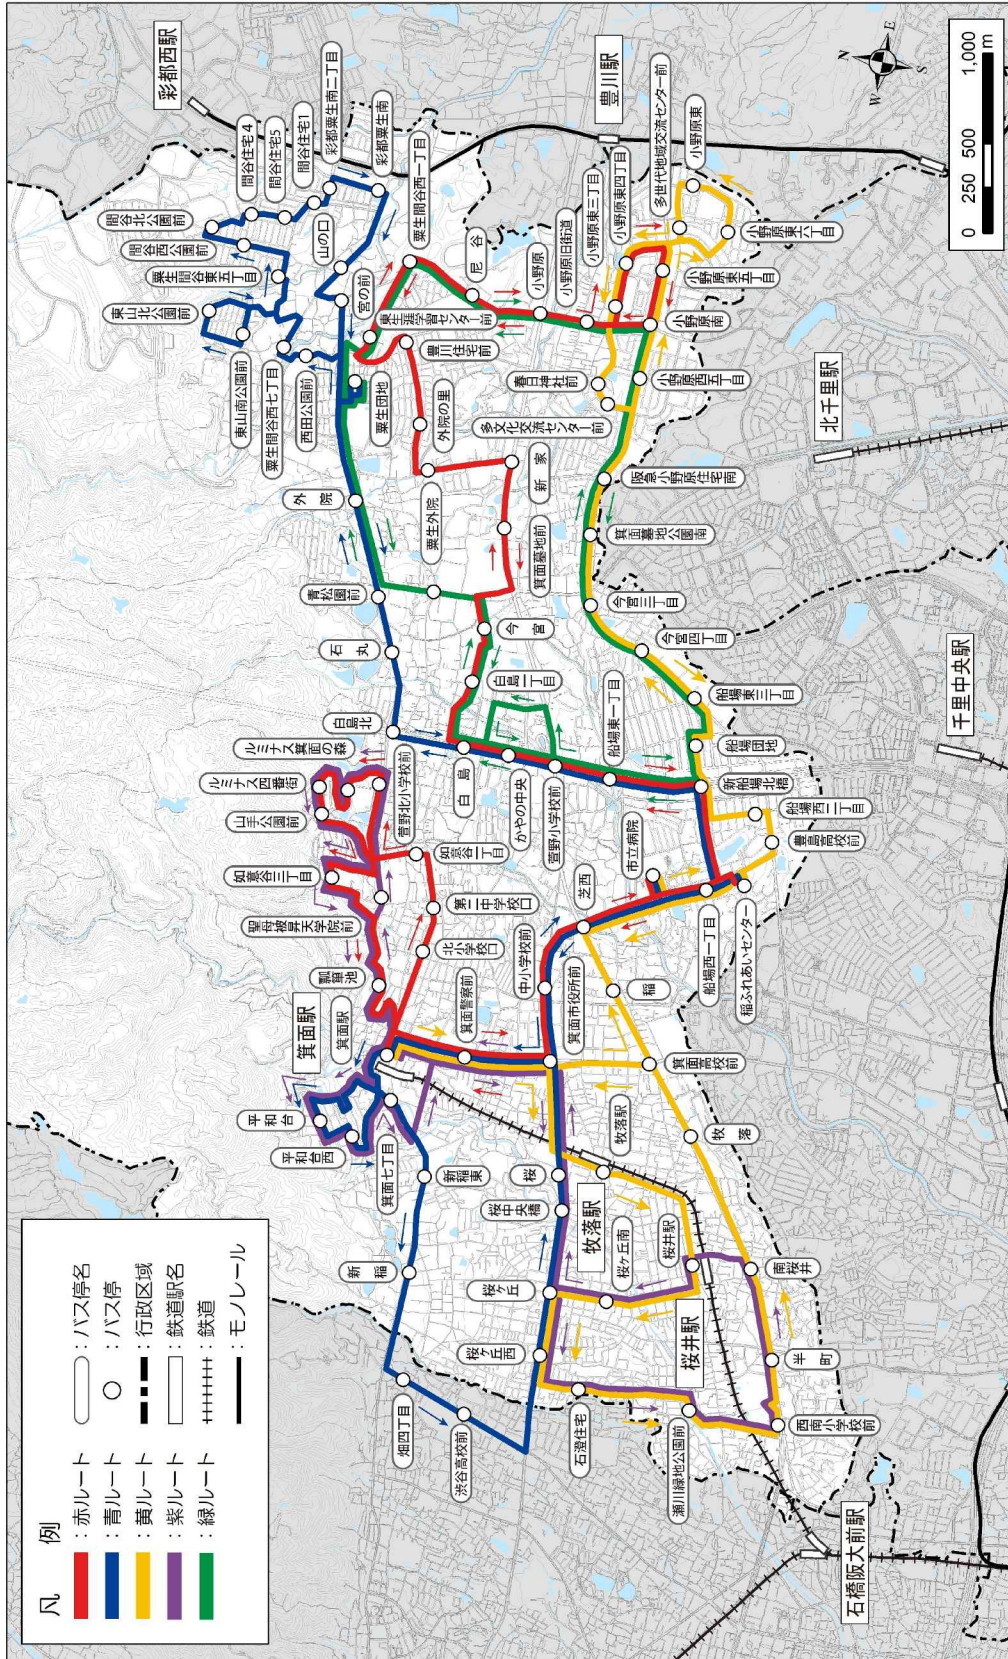 凡例
：赤ルート
：青ルート
：黄ルート
：紫ルート
：緑ルート
：バス停名
：バス停
：行政区域
：鉄道駅名
：鉄道
：モノレール
畑四丁目
渋谷高校前
新稲
新稲東
箕面七丁目
平和台西
平和台
箕面駅
箕面駅
瓢箪池
聖母被昇天学院前
如意谷三丁目
山手公園前
ルミナス四番街
ルミナス箕面の森
萱野北小学校前
如意谷一丁目
第二中学校口
北小学校口
箕面警察前
中小学校前
箕面市役所前
芝西
市立病院
稲
箕面高校前
牧落
牧落駅
牧落駅
桜
桜中央橋
桜ヶ丘
桜ヶ丘西
桜ヶ丘南
桜井駅
桜井駅
南桜井
半町
西南小学校前
瀬川緑地公園前
石澄住宅
石橋阪大前駅
船場西一丁目
稲ふれあいセンター
豊島高校前
船場西二丁目
新船場北橋
船場団地
船場東三丁目
船場東一丁目
萱野小学校前
かやの中央
白島
白島北
白島一丁目
今宮
石丸
青松園前
外院
箕面墓地前
新家
粟生外院
外院の里
豊川住宅前
粟生団地
東生涯学習センター前
宮の前
西田公園前
粟生間谷西七丁目
東山南公園前
東山北公園前
粟生間谷東五丁目
間谷西公園前
間谷北公園前
間谷住宅4
間谷住宅5
間谷住宅1
彩都粟生南二丁目
彩都粟生南
山の口
彩都西駅
粟生間谷西一丁目
尼谷
小野原
小野原旧街道
小野原東三丁目
小野原東四丁目
多世代地域交流センター前
小野原東
小野原東六丁目
小野原東五丁目
小野原南
小野原西五丁目
春日神社前
多文化交流センター前
阪急小野原住宅南
箕面墓地公園南
今宮三丁目
今宮四丁目
豊川駅
北千里駅
千里中央駅
N
E
S
W
0 250 500 1,000
m